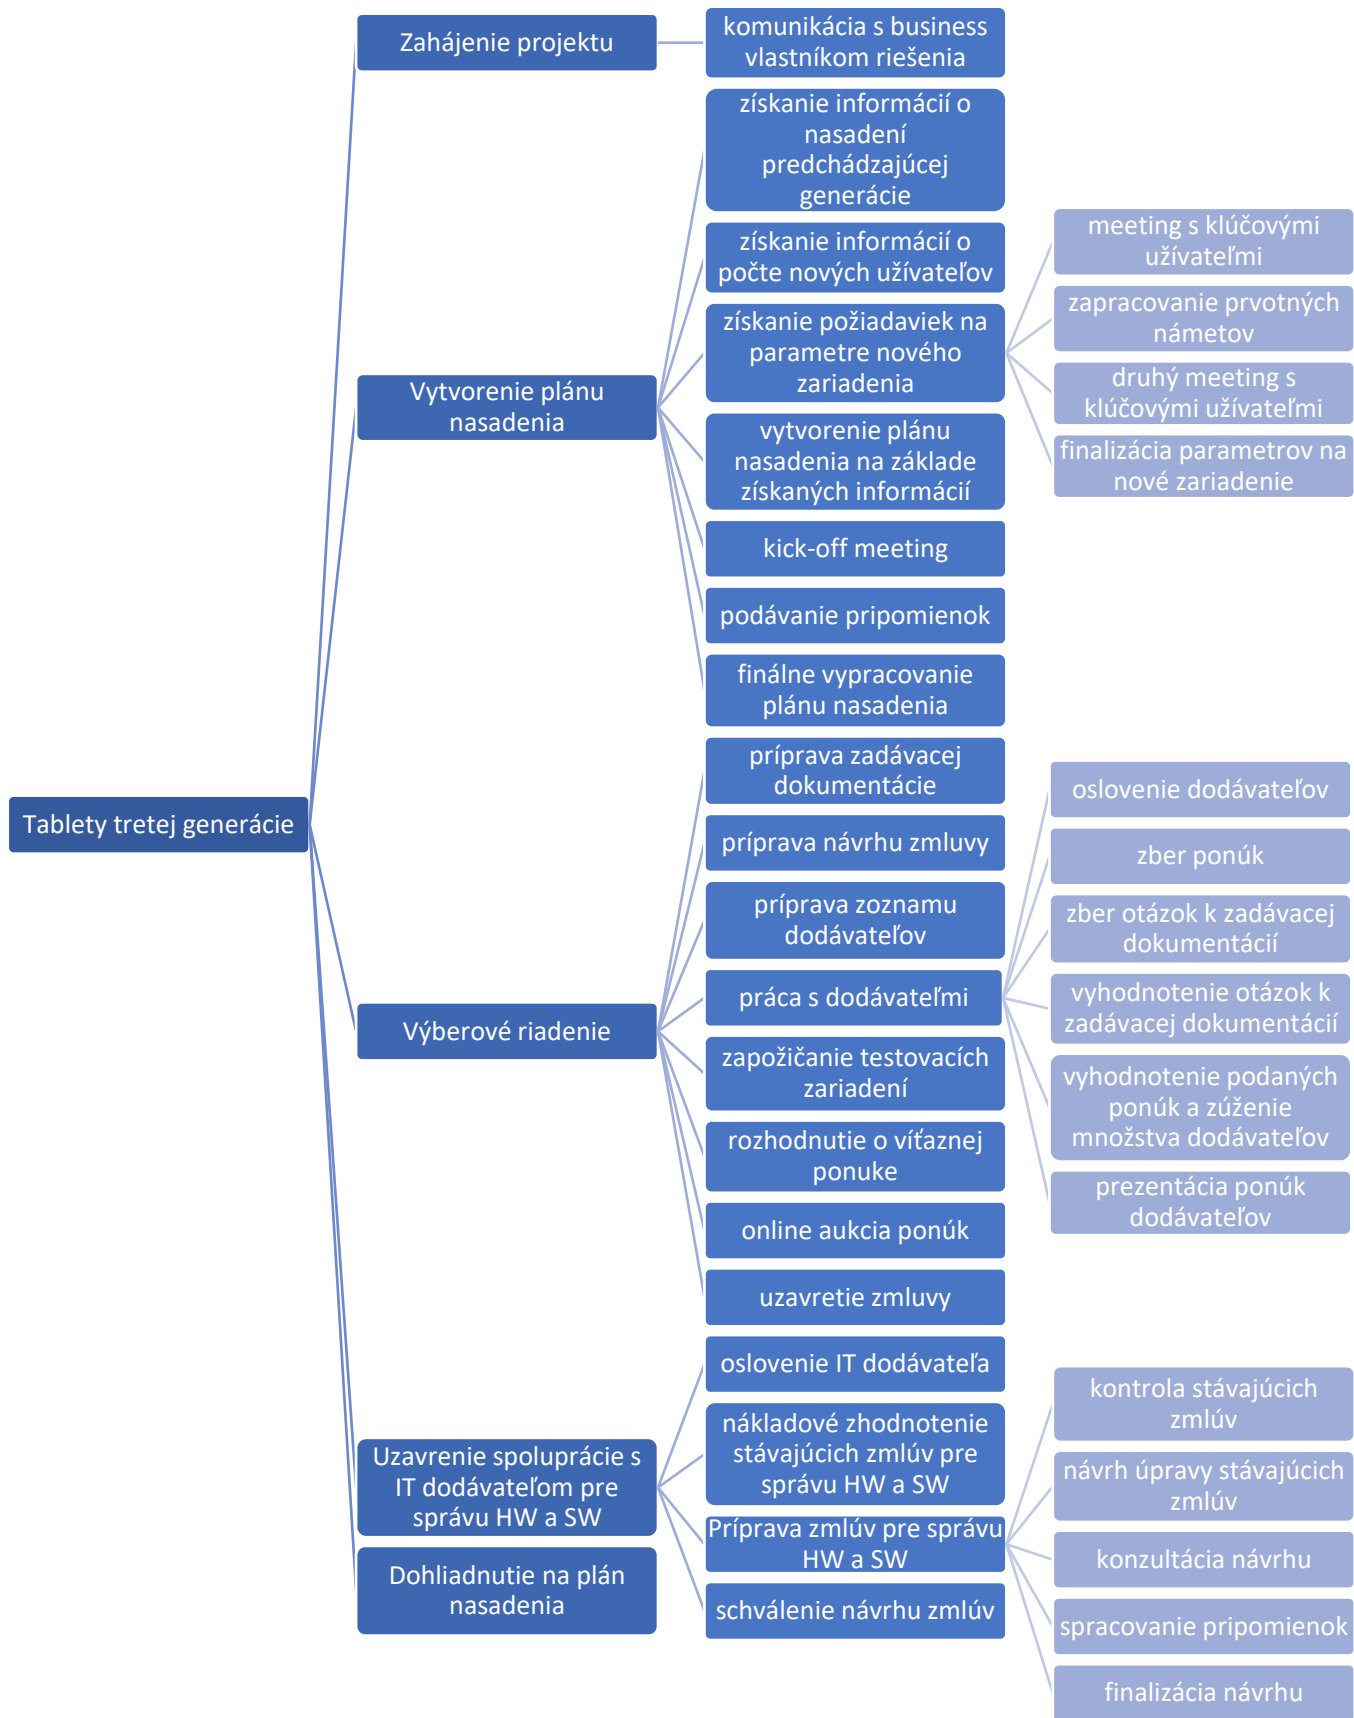 Tablety tretej generácie
Zahájenie projektu
komunikácia s business
vlastníkom riešenia
Vytvorenie plánu
nasadenia
získanie informácií o
nasadení
predchádzajúcej
generácie
získanie informácií o
počte nových užívateľov
získanie požiadaviek na
parametre nového
zariadenia
meeting s klúčovými
užívateľmi
zapracovanie prvotných
námetov
druhý meeting s
klúčovými užívateľmi
finalizácia parametrov na
nové zariadenie
vytvorenie plánu
nasadenia na základe
získaných informácií
kick-off meeting
podávanie pripomienok
finálne vypracovanie
plánu nasadenia
Výberové riadenie
príprava zadávacej
dokumentácie
príprava návrhu zmluvy
príprava zoznamu
dodávateľov
práca s dodávateľmi
oslovenie dodávateľov
zber ponúk
zber otázok k zadávacej
dokumentácií
vyhodnotenie otázok k
zadávacej dokumentácií
vyhodnotenie podaných
ponúk a zúženie
množstva dodávateľov
prezentácia ponúk
dodávateľov
zapožičanie testovacích
zariadení
rozhodnutie o víťaznej
ponuke
online aukcia ponúk
uzavretie zmluvy
Uzavrenie spoluprácie s
IT dodávateľom pre
správu HW a SW
oslovenie IT dodávateľa
nákladové zhodnotenie
stávajúcich zmlúv pre
správu HW a SW
Príprava zmlúv pre správu
HW a SW
kontrola stávajúcich
zmlúv
návrh úpravy stávajúcich
zmlúv
konzultácia návrhu
spracovanie pripomienok
finalizácia návrhu
schválenie návrhu zmlúv
Dohliadnutie na plán
nasadenia